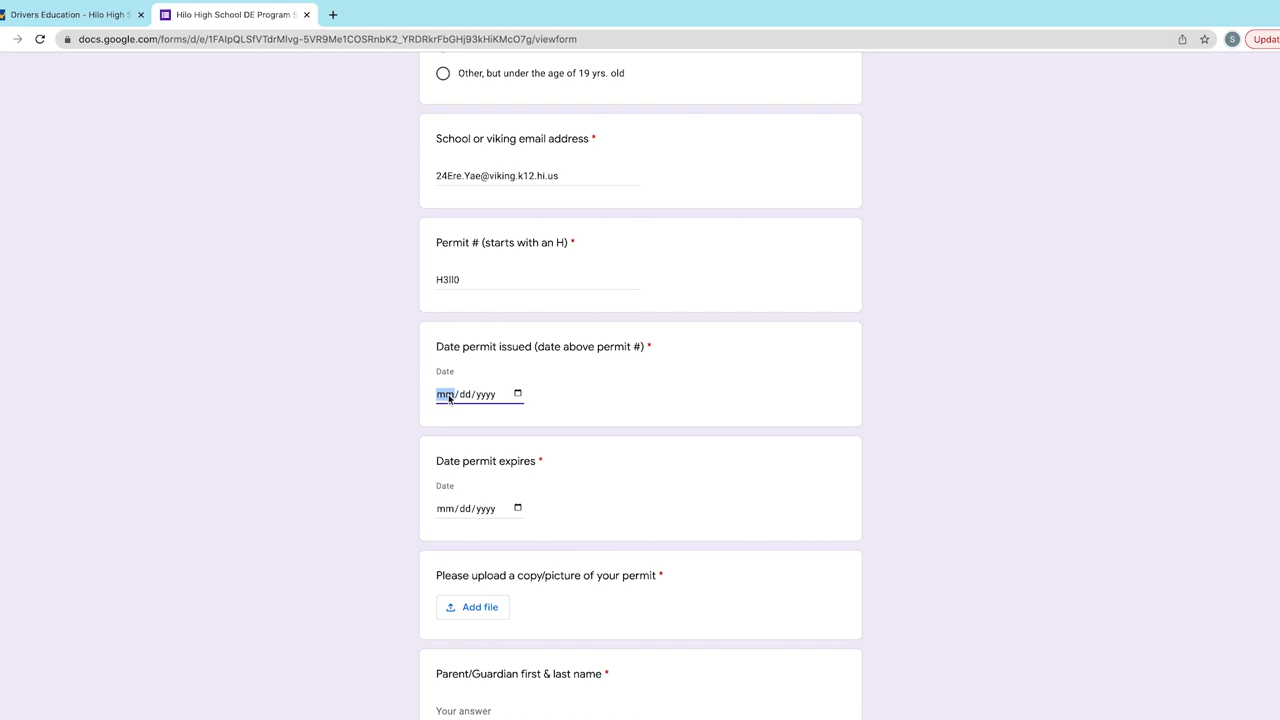 Drivers Education - Hilo High S
Hilo High School DE Program S
docs.google.com/forms/d/e/1FAIpQLSfVTdrMlvg-5VR9Me1COSRnbK2_YRDRkrFbGHj93kHiKMcO7g/viewform
S
Updat
Other, but under the age of 19 yrs. old
School or viking email address *
24Ere.Yae@viking.k12.hi.us
Permit # (starts with an H) *
H3ll0
Date permit issued (date above permit #) *
Date
mm/dd/yyyy
Date permit expires *
Date
mm/dd/yyyy
Please upload a copy/picture of your permit *
Add file
Parent/Guardian first & last name *
Your answer